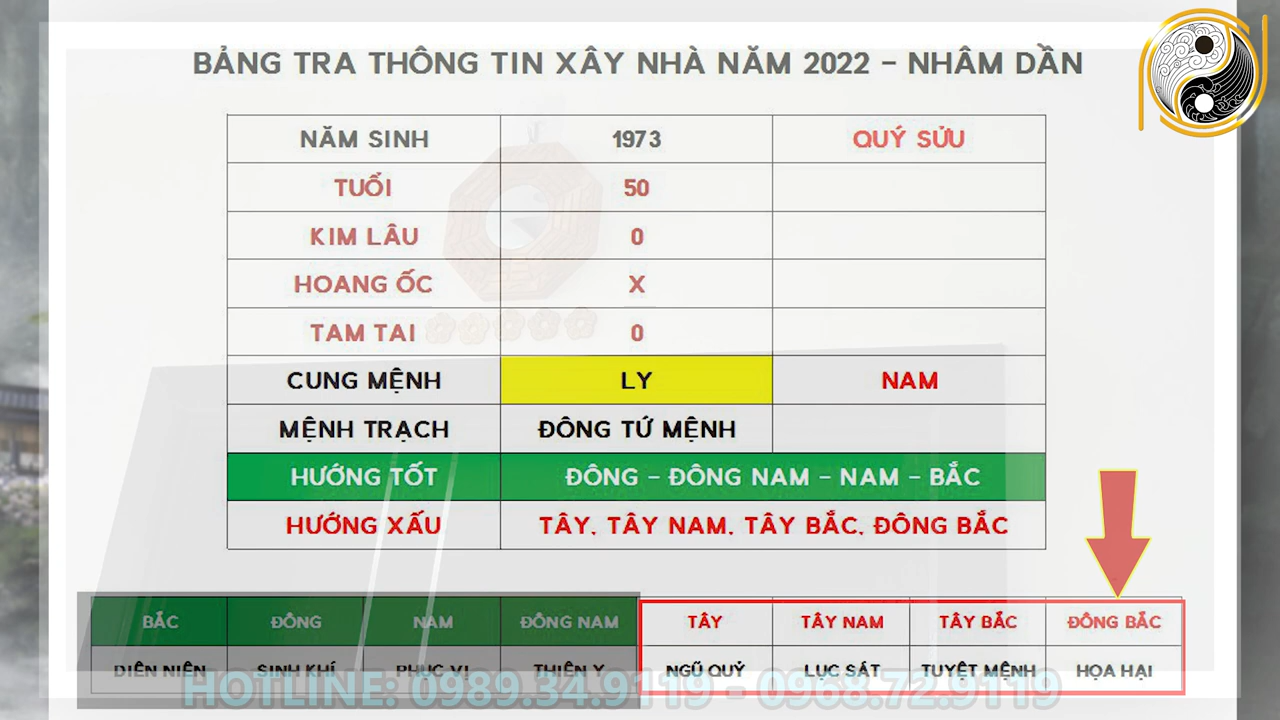 BẢNG TRA THÔNG TIN XÂY NHÀ NĂM 2022 - NHÂM DẦN
NĂM SINH 1973 QUÝ SỬU
TUỔI 50
KIM LÂU 0
HOANG ỐC X
TAM TAI 0
CUNG MỆNH LY NAM
MỆNH TRẠCH ĐÔNG TỨ MỆNH
HƯỚNG TỐT ĐÔNG - ĐÔNG NAM - NAM - BẮC
HƯỚNG XẤU TÂY, TÂY NAM, TÂY BẮC, ĐÔNG BẮC
BẮC ĐÔNG NAM ĐÔNG NAM TÂY TÂY NAM TÂY BẮC ĐÔNG BẮC
DIÊN NIÊN SINH KHÍ PHỤC VỊ THIÊN Y NGŨ QUỶ LỤC SÁT TUYỆT MỆNH HỌA HẠI
HOTLINE: 0989.34.9119 - 0968.72.9119